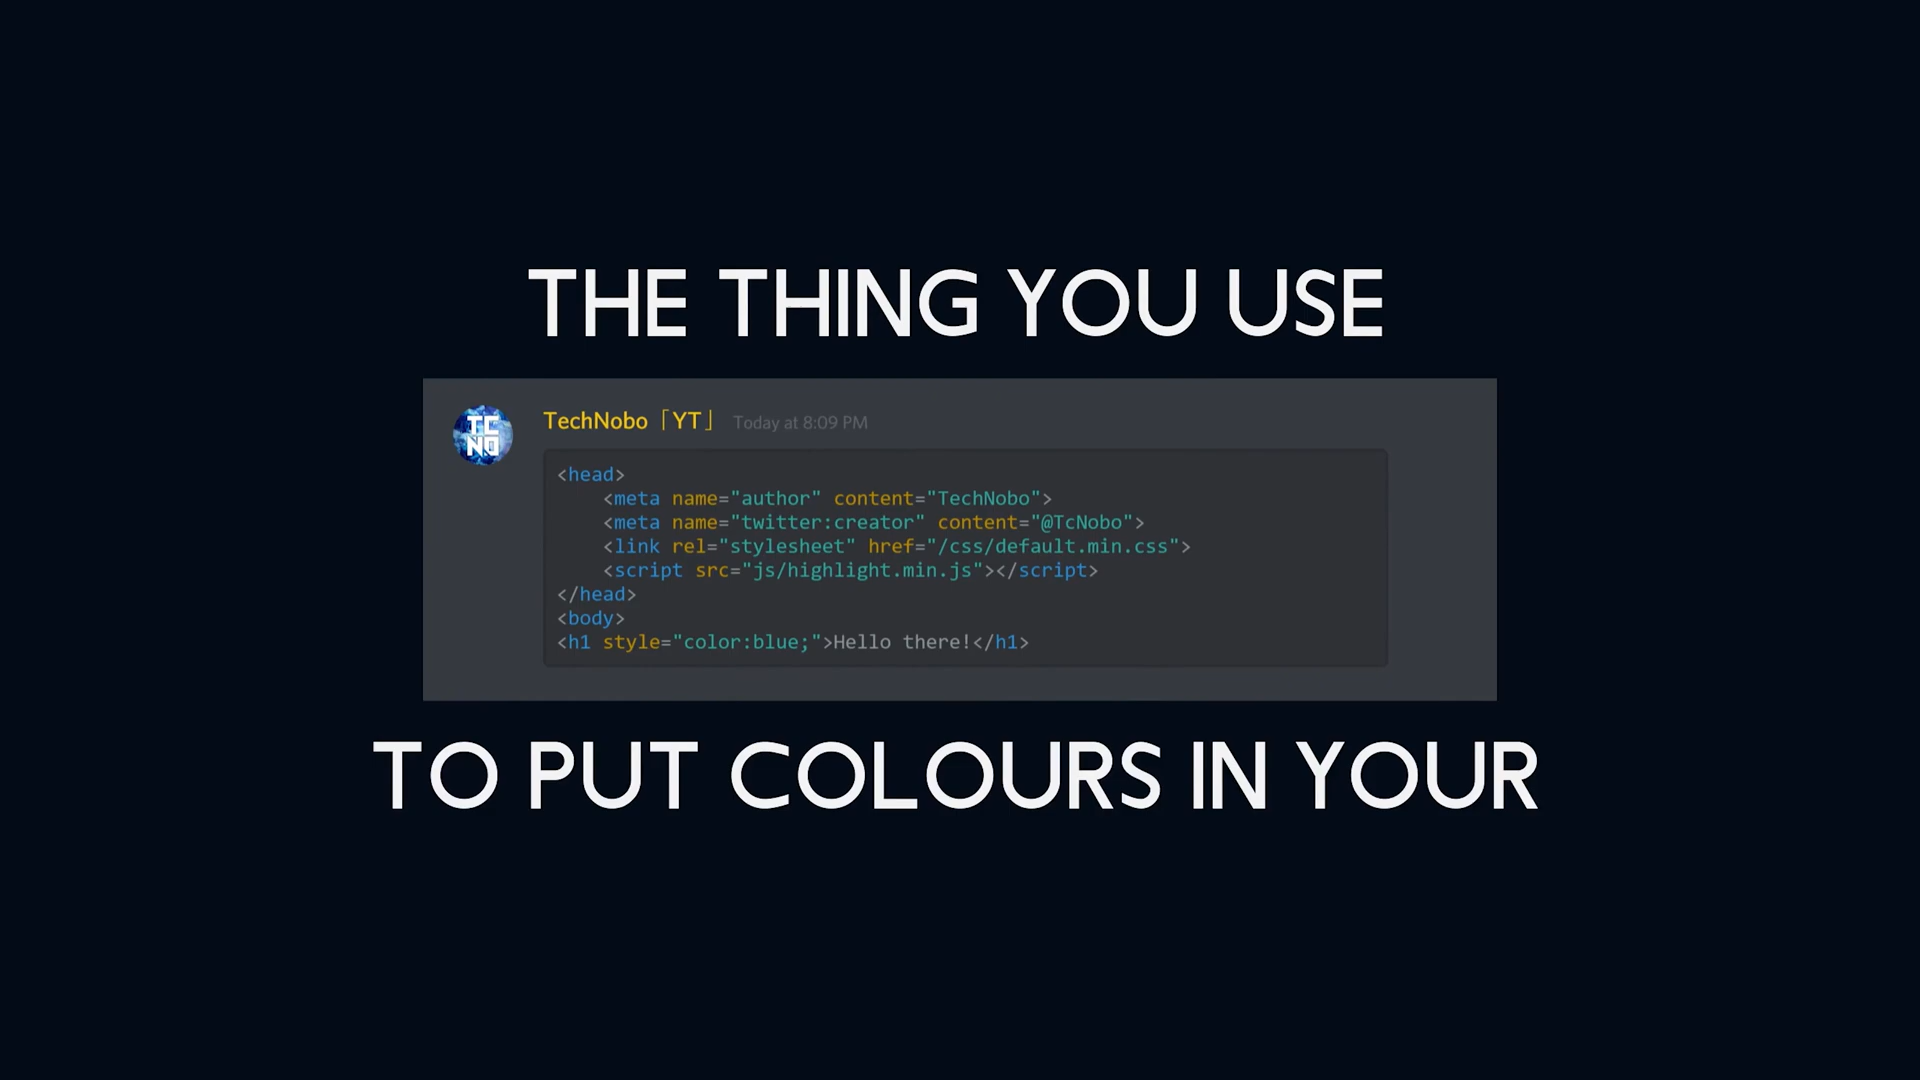 THE THING YOU USE
TC
NO
TechNobo「YT」 Today at 8:09 PM
<head>
    <meta name="author" content="TechNobo">
    <meta name="twitter:creator" content="@TcNobo">
    <link rel="stylesheet" href="/css/default.min.css">
    <script src="js/highlight.min.js"></script>
</head>
<body>
<h1 style="color:blue;">Hello there!</h1>
TO PUT COLOURS IN YOUR